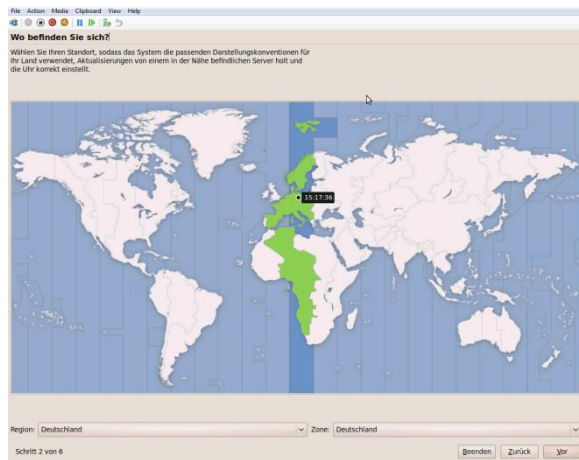 File Action Media Clipboard View Help
Wo befinden Sie sich?
Wählen Sie Ihren Standort, sodass das System die passenden Darstellungskonventionen für
Ihr Land verwendet, Aktualisierungen von einem in der Nähe befindlichen Server holt und
die Uhr korrekt einstellt.
15:17:36
Region: Deutschland Zone: Deutschland
Schritt 2 von 6 Beenden Zurück Vor